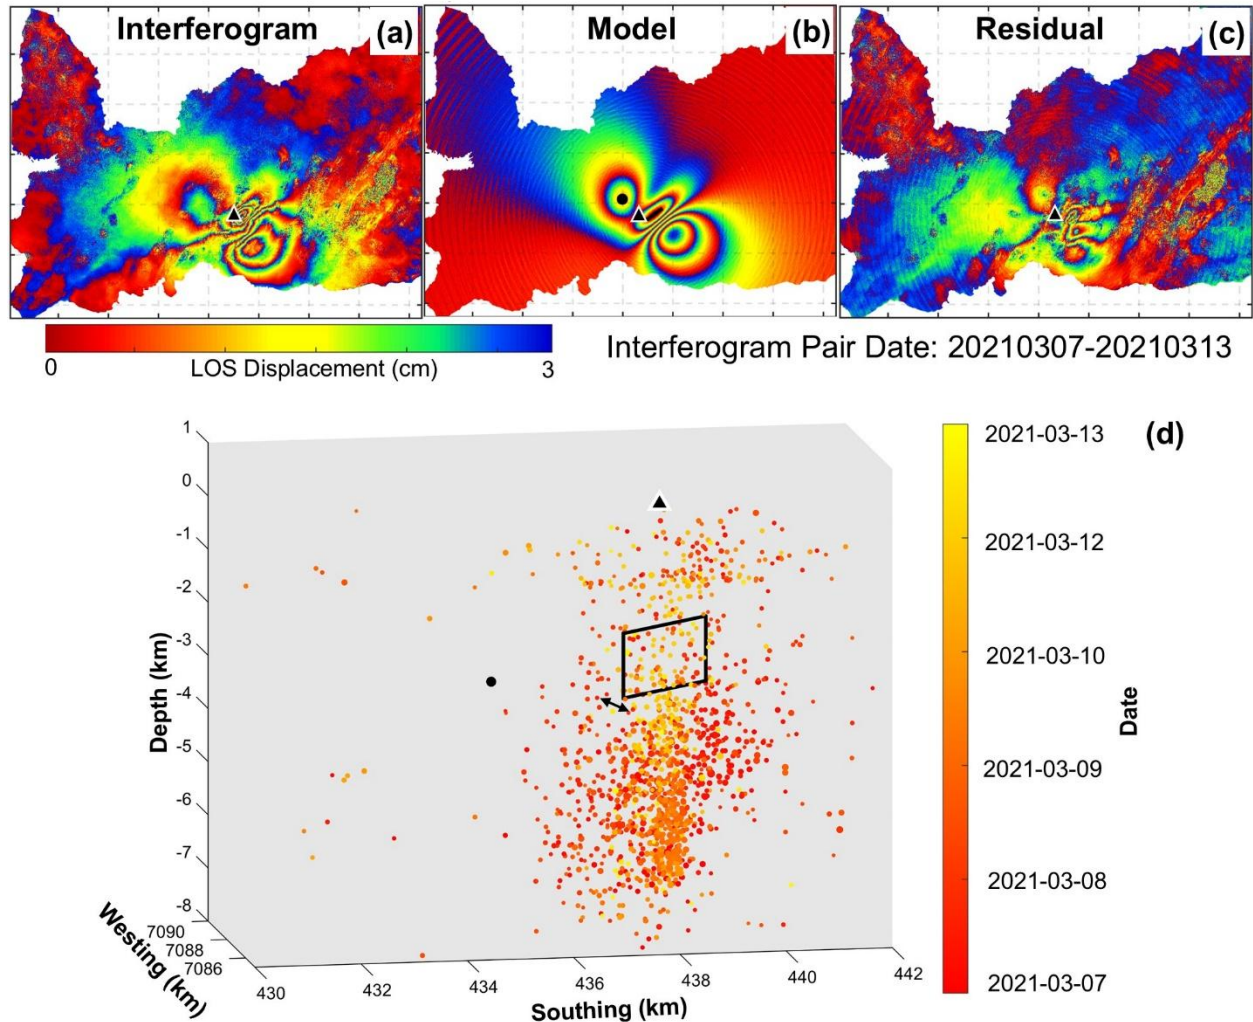 Interferogram (a)
Model (b)
Residual (c)
0 3
LOS Displacement (cm)
Interferogram Pair Date: 20210307-20210313
(d)
1
0
-1
-2
-3
-4
-5
-6
-7
-8
Depth (km)
7090
7088
7086
Westing (km)
430 432 434 436 438 440 442
Southing (km)
2021-03-13
2021-03-12
2021-03-10
2021-03-09
2021-03-08
2021-03-07
Date